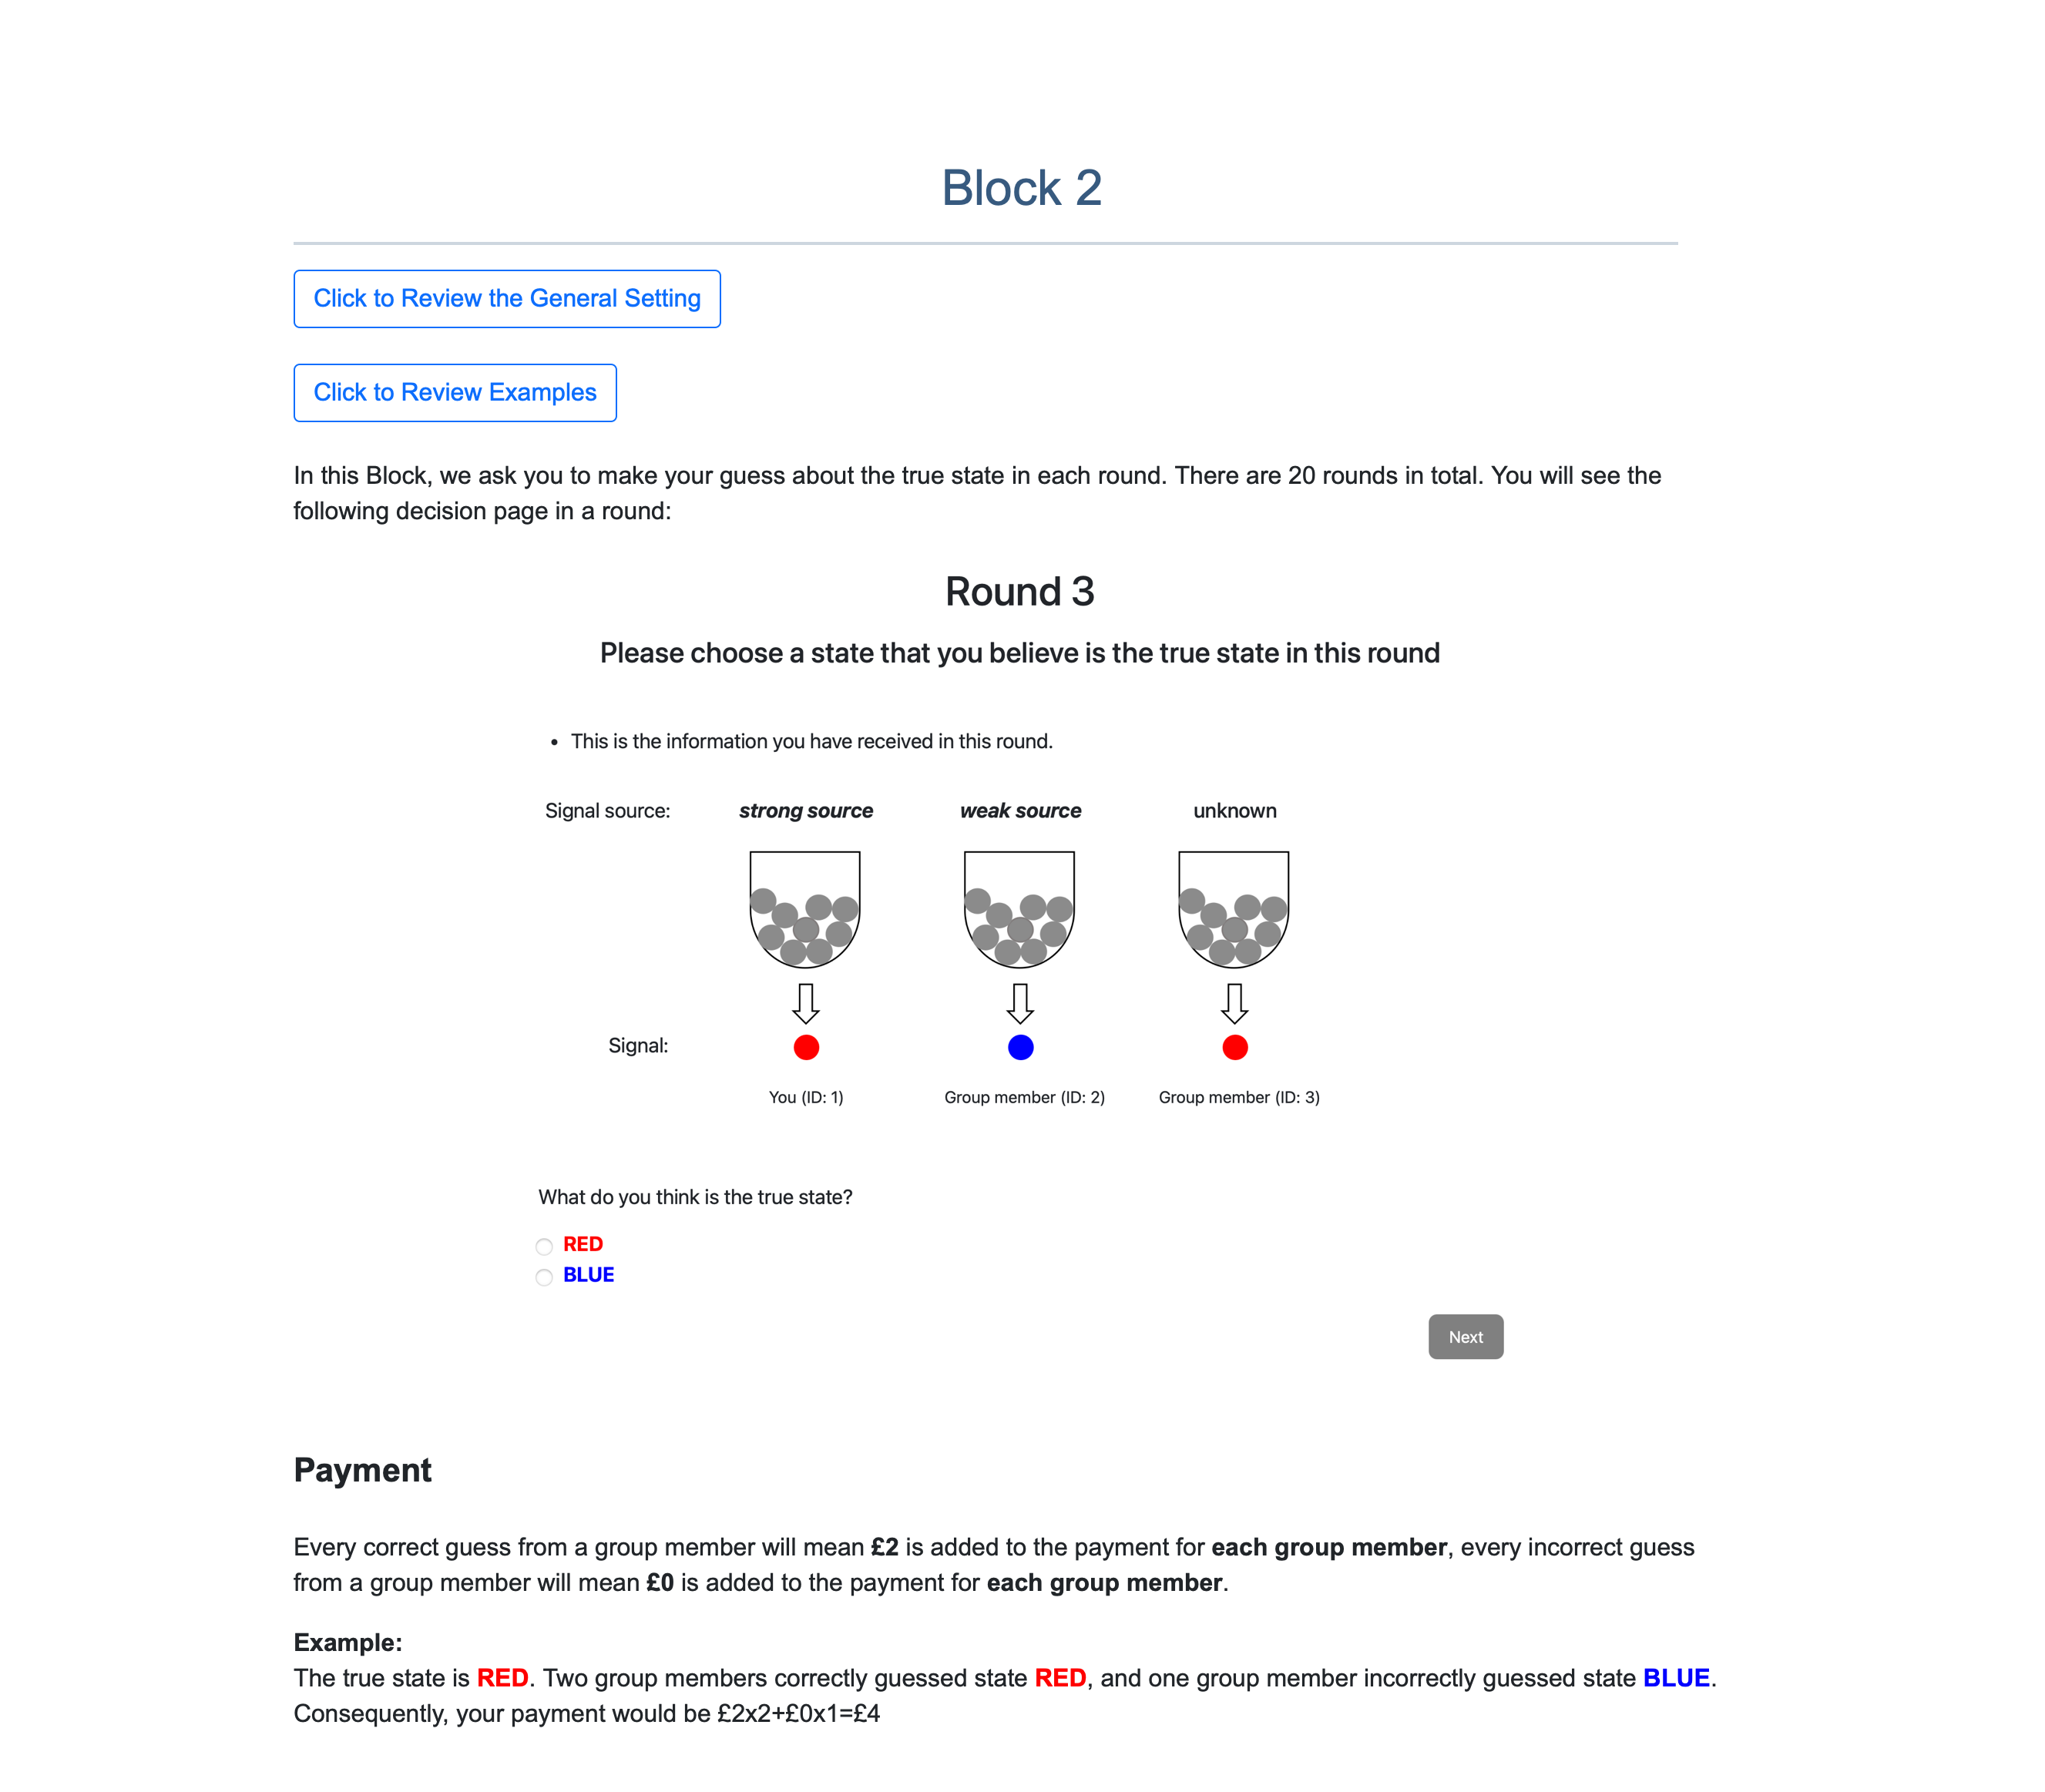 Block 2
Click to Review the General Setting
Click to Review Examples
In this Block, we ask you to make your guess about the true state in each round. There are 20 rounds in total. You will see the
following decision page in a round:
Round 3
Please choose a state that you believe is the true state in this round
• This is the information you have received in this round.
Signal source: strong source weak source unknown
Signal:
You (ID: 1) Group member (ID: 2) Group member (ID: 3)
What do you think is the true state?
RED
BLUE
Next
Payment
Every correct guess from a group member will mean £2 is added to the payment for each group member, every incorrect guess
from a group member will mean £0 is added to the payment for each group member.
Example:
The true state is RED. Two group members correctly guessed state RED, and one group member incorrectly guessed state BLUE.
Consequently, your payment would be £2x2+£0x1=£4